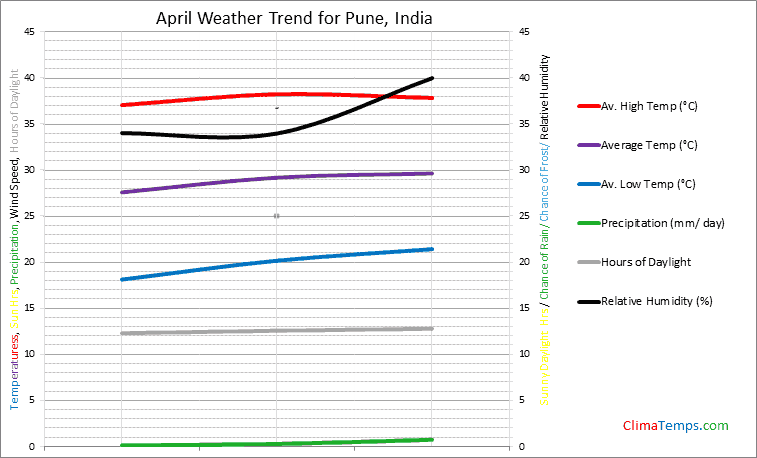 April Weather Trend for Pune, India
Temperaturess, Sun Hrs, Precipitation, Wind Speed, Hours of Daylight
45
40
35
30
25
20
15
10
5
0
45
40
35
30
25
20
15
10
5
0
Sunny Daylight Hrs/ Chance of Rain/ Chance of Frost/ Relative Humidity
Av. High Temp (°C)
Average Temp (°C)
Av. Low Temp (°C)
Precipitation (mm/ day)
Hours of Daylight
Relative Humidity (%)
ClimaTemps.com